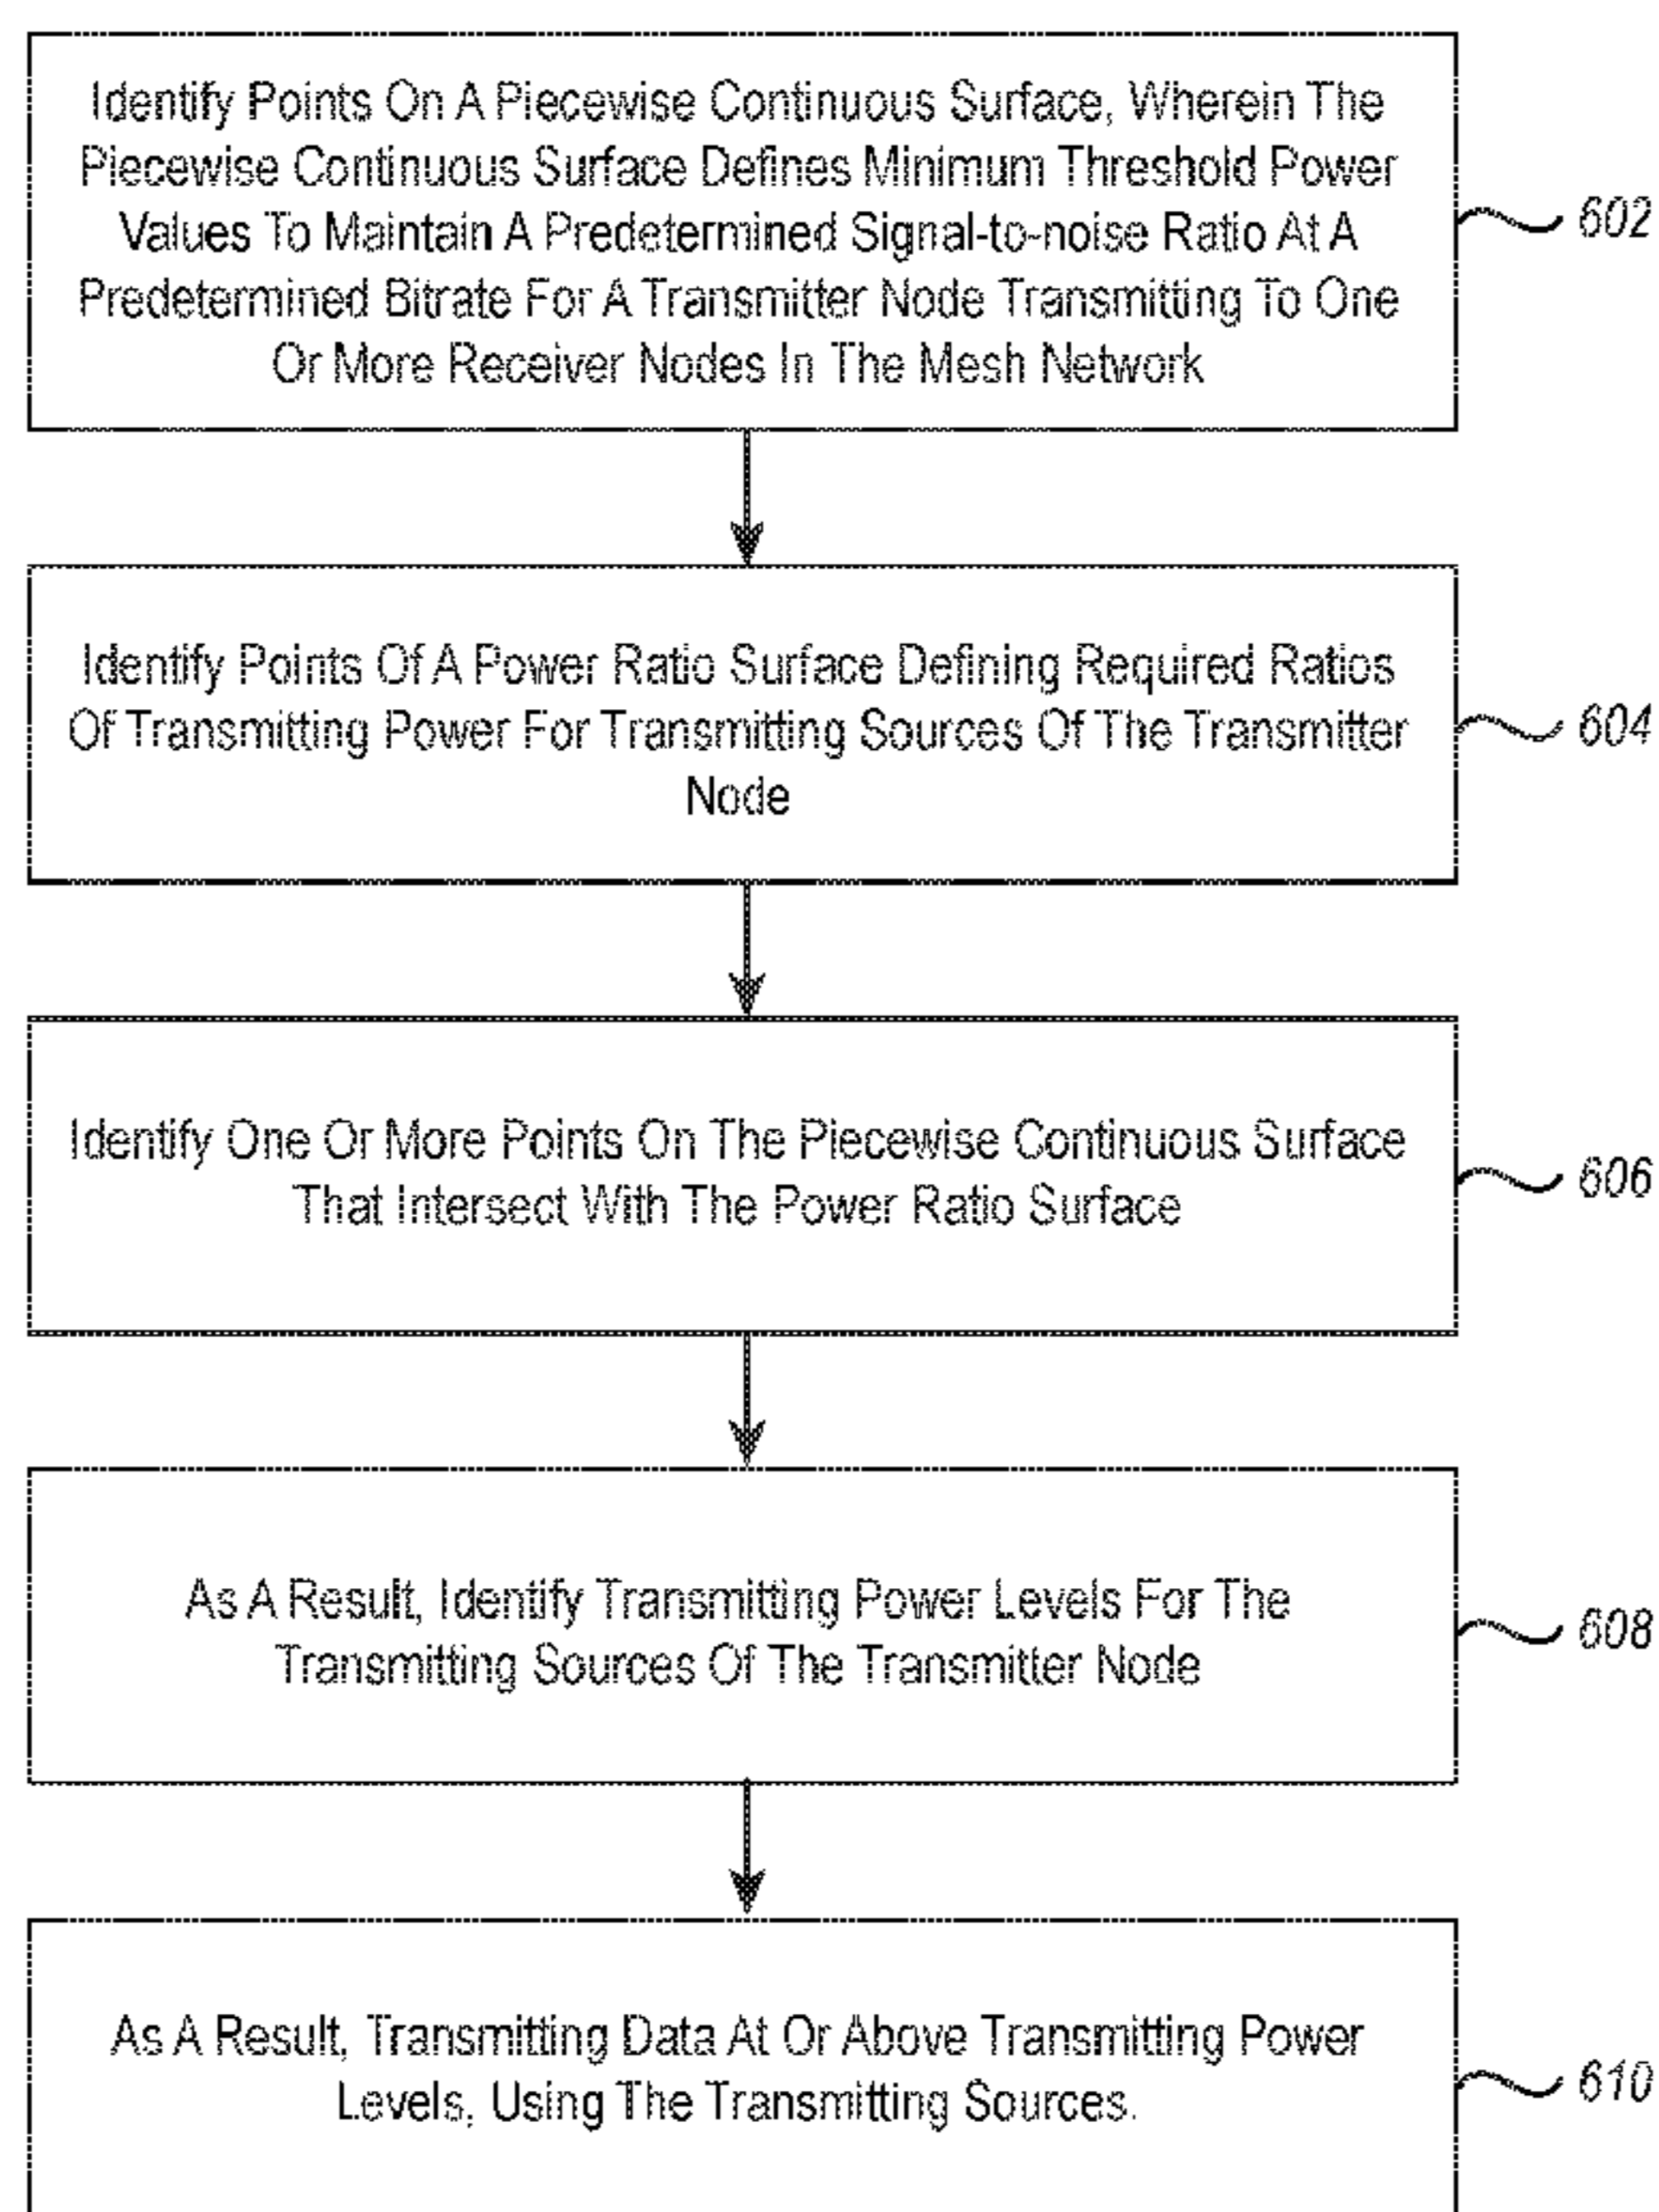 Identify Points On A Piecewise Continuous Surface, Wherein The
Piecewise Continuous Surface Defines Minimum Threshold Power
Values To Maintain A Predetermined Signal-to-noise Ratio At A
Predetermined Bitrate For A Transmitter Node Transmitting To One
Or More Receiver Nodes In The Mesh Network
602
Identify Points Of A Power Ratio Surface Defining Required Ratios
Of Transmitting Power For Transmitting Sources Of The Transmitter
Node
604
Identify One Or More Points On The Piecewise Continuous Surface
That Intersect With The Power Ratio Surface
606
As A Result, Identify Transmitting Power Levels For The
Transmitting Sources Of The Transmitter Node
608
As A Result, Transmitting Data At Or Above Transmitting Power
Levels, Using The Transmitting Sources.
610